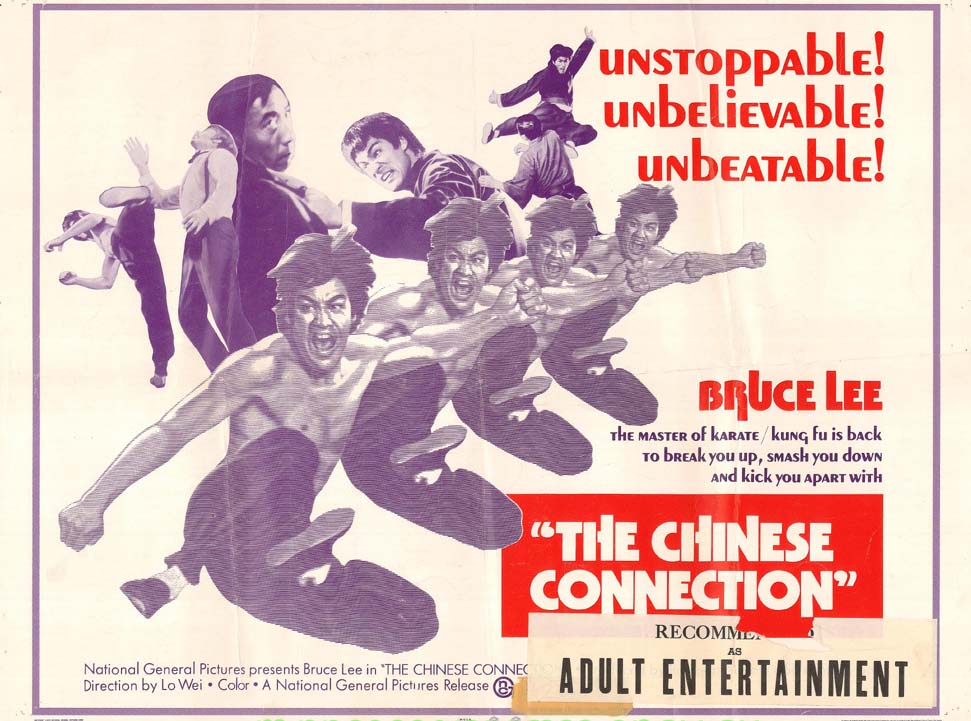 unstoppable!
unbelievable!
unbeatable!
BRUCE LEE
THE MASTER of KARATE / kung fu is back
TO break you up, SMASH you down
AND kick you APART with
“THE CHINESE
CONNECTION”
RECOMME
AS
ADULT ENTERTAINMENT
National General Pictures presents Bruce Lee in "THE CHINESE CONNEC
Direction by Lo Wei • Color • A National General Pictures Release